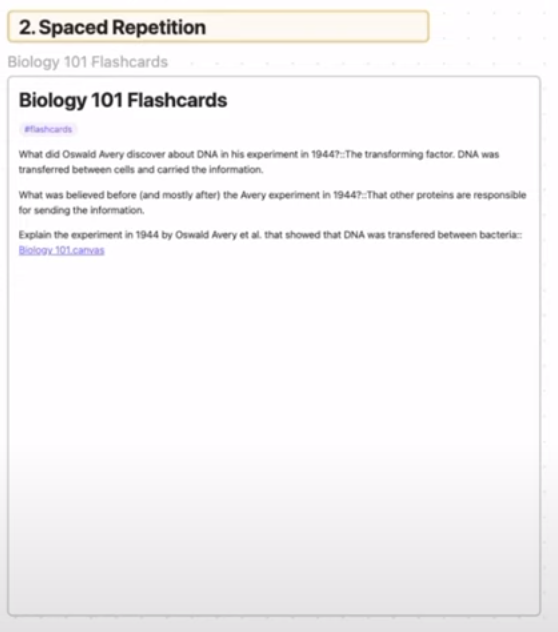 2. Spaced Repetition
Biology 101 Flashcards
Biology 101 Flashcards
#flashcards
What did Oswald Avery discover about DNA in his experiment in 1944?::The transforming factor. DNA was
transferred between cells and carried the information.
What was believed before (and mostly after) the Avery experiment in 1944?::That other proteins are responsible
for sending the information.
Explain the experiment in 1944 by Oswald Avery et al. that showed that DNA was transfered between bacteria::
Biology 101.canvas